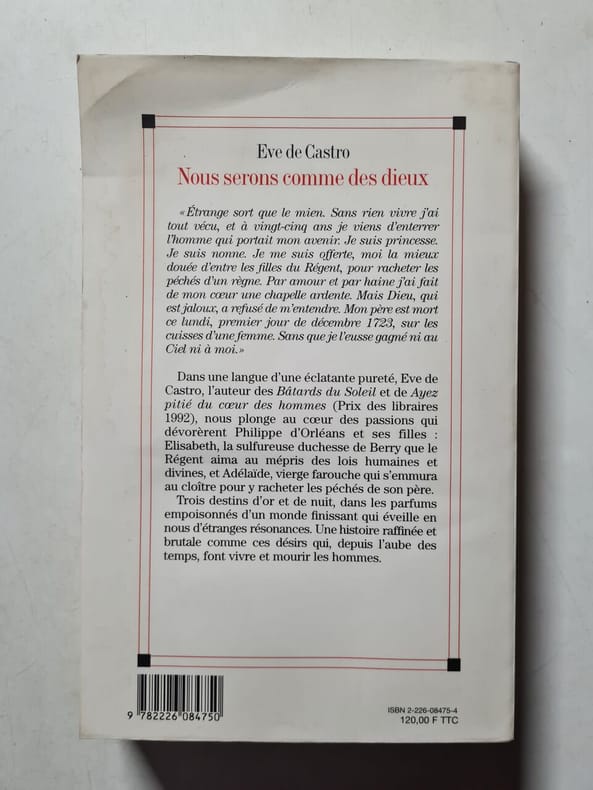 Eve de Castro
Nous serons comme des dieux
«Étrange sort que le mien. Sans rien vivre j'ai
tout vécu, et à vingt-cinq ans je viens d'enterrer
l'homme qui portait mon avenir. Je suis princesse.
Je suis nonne. Je me suis offerte, moi la mieux
douée d'entre les filles du Régent, pour racheter les
péchés d'un règne. Par amour et par haine j'ai fait
de mon cœur une chapelle ardente. Mais Dieu, qui
est jaloux, a refusé de m'entendre. Mon père est mort
ce lundi, premier jour de décembre 1723, sur les
cuisses d'une femme. Sans que je l'eusse gagné ni au
Ciel ni à moi.»
Dans une langue d'une éclatante pureté, Eve de
Castro, l'auteur des Bâtards du Soleil et de Ayez
pitié du cœur des hommes (Prix des libraires
1992), nous plonge au cœur des passions qui
dévorèrent Philippe d'Orléans et ses filles :
Elisabeth, la sulfureuse duchesse de Berry que le
Régent aima au mépris des lois humaines et
divines, et Adélaïde, vierge farouche qui s'emmura
au cloître pour y racheter les péchés de son père.
Trois destins d'or et de nuit, dans les parfums
empoisonnés d'un monde finissant qui éveille en
nous d'étranges résonances. Une histoire raffinée et
brutale comme ces désirs qui, depuis l'aube des
temps, font vivre et mourir les hommes.
9 782226 084750
ISBN 2-226-08475-4
120,00 F TTC